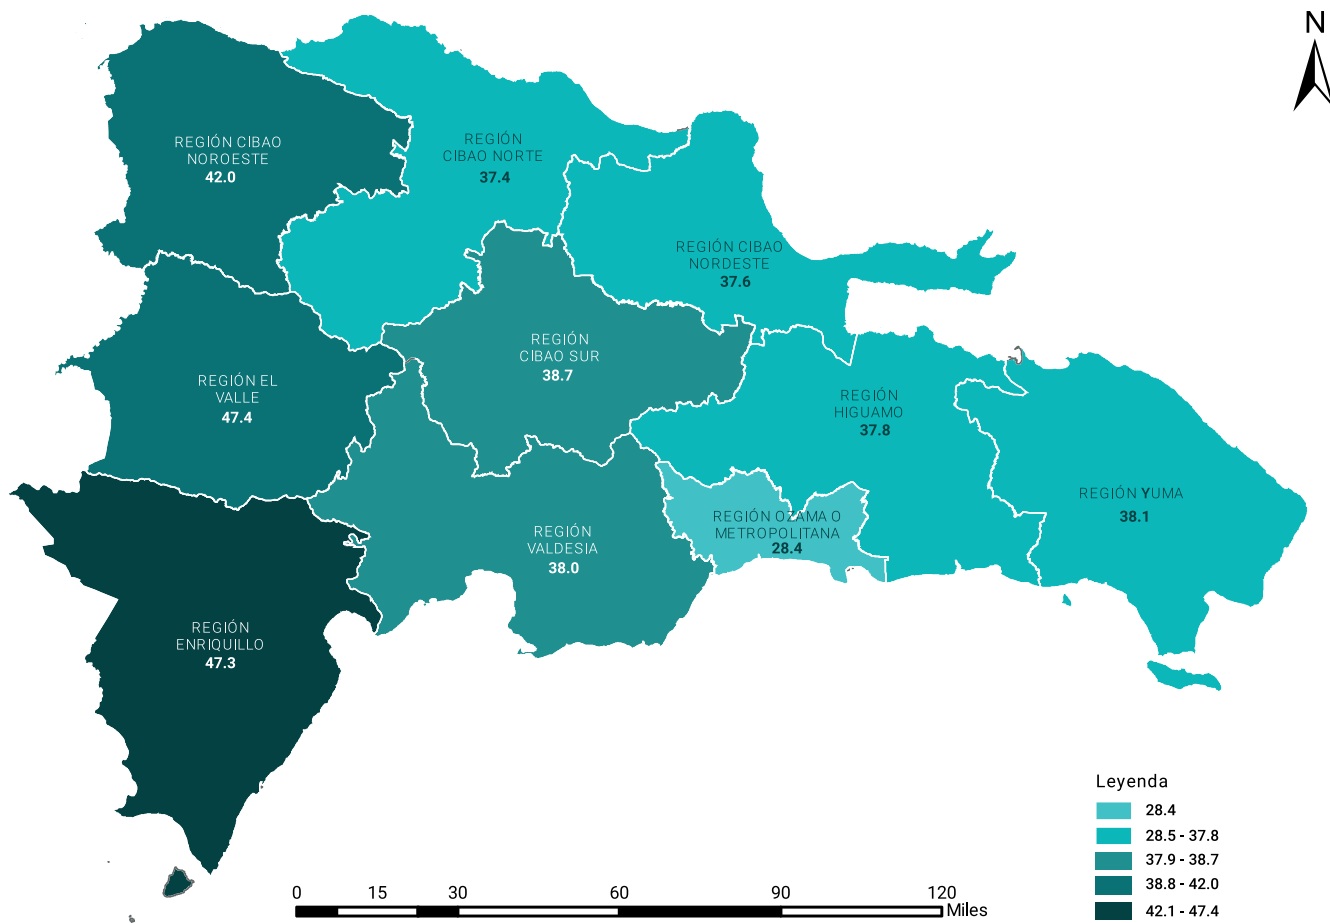 N
REGIÓN CIBAO
NOROESTE
42.0
REGIÓN
CIBAO NORTE
37.4
REGIÓN CIBAO
NORDESTE
37.6
REGIÓN
CIBAO SUR
38.7
REGIÓN EL
VALLE
47.4
REGIÓN
HIGUAMO
37.8
REGIÓN YUMA
38.1
REGIÓN OZAMA O
METROPOLITANA
28.4
REGIÓN
VALDESIA
38.0
REGIÓN
ENRIQUILLO
47.3
Leyenda
28.4
28.5 - 37.8
37.9 - 38.7
38.8 - 42.0
42.1 - 47.4
0 15 30 60 90 120
Miles